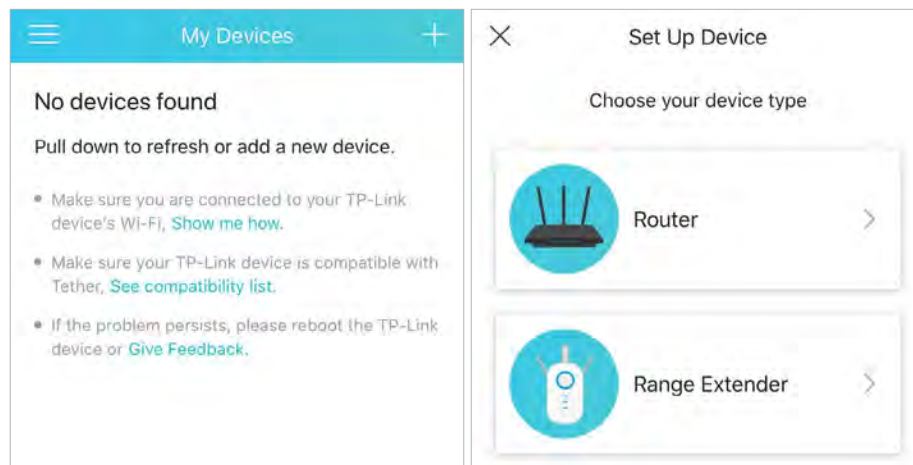 My Devices
No devices found
Pull down to refresh or add a new device.
Make sure you are connected to your TP-Link
device's Wi-Fi, Show me how.
Make sure your TP-Link device is compatible with
Tether, See compatibility list.
If the problem persists, please reboot the TP-Link
device or Give Feedback.
Set Up Device
Choose your device type
Router
Range Extender